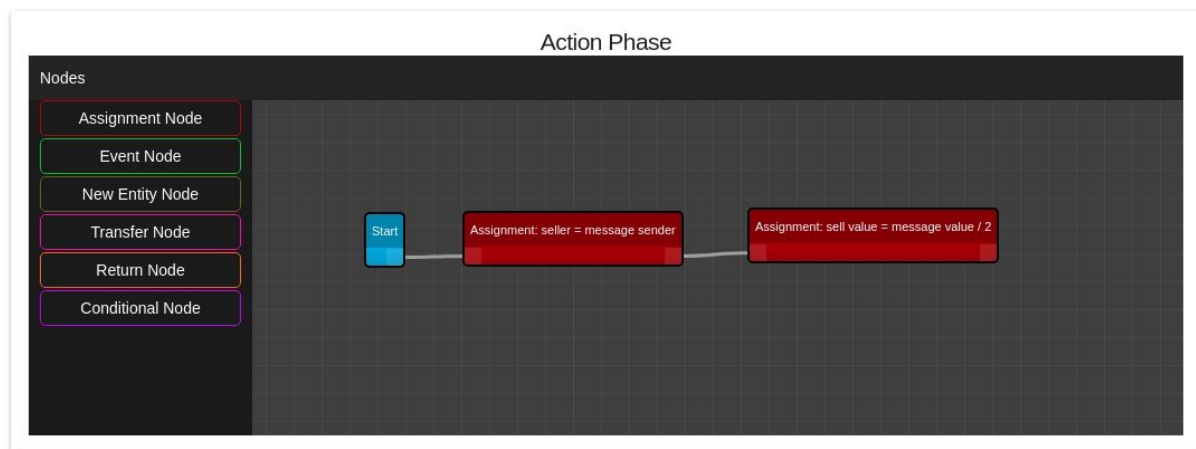 Action Phase
Nodes
Assignment Node
Event Node
New Entity Node
Transfer Node
Return Node
Conditional Node
Start
Assignment: seller = message sender
Assignment: sell value = message value / 2